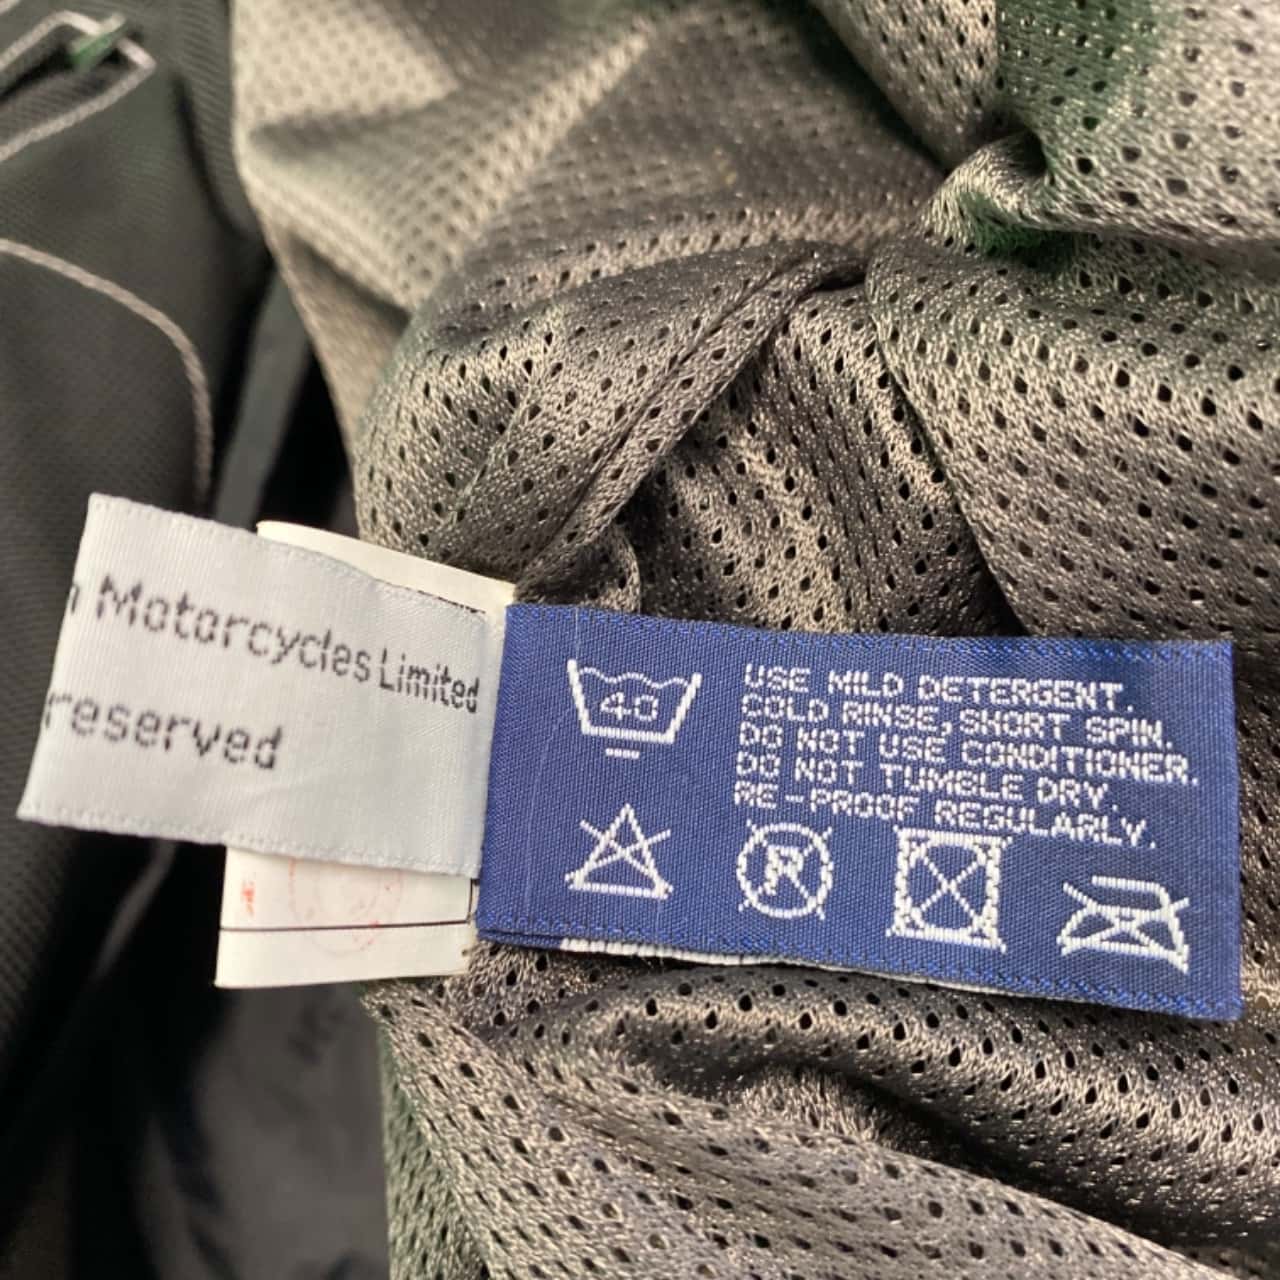 Motorcycles Limited
reserved
40
USE MILD DETERGENT.
COLD RINSE, SHORT SPIN.
DO NOT USE CONDITIONER.
DO NOT TUMBLE DRY.
RE-PROOF REGULARLY.